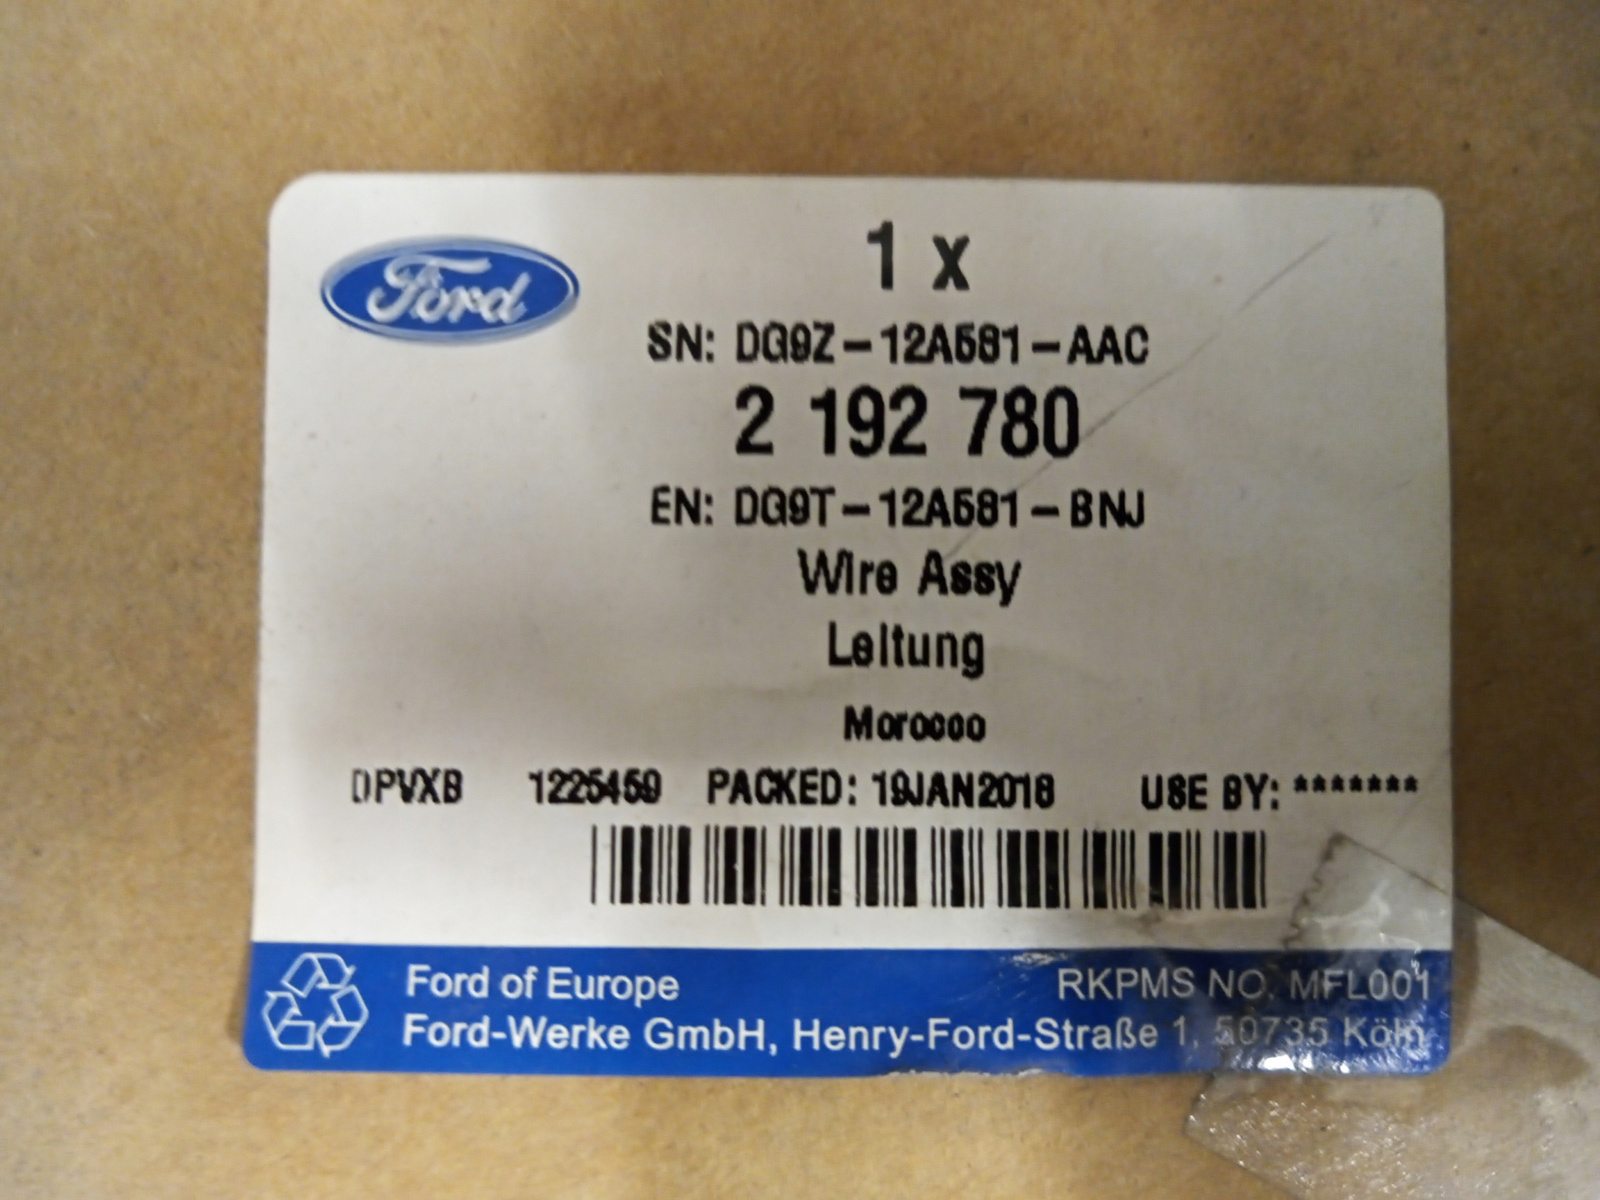 Ford
1 x
SN: DG9Z-12A581-AAC
2 192 780
EN: DG9T-12A581-BNJ
Wire Assy
Leitung
Morocco
DPVXB 1225459 PACKED: 19JAN2018 USE BY: *******
Ford of Europe RKPMS NO. MFL001
Ford-Werke GmbH, Henry-Ford-Straße 1, 50735 Köln